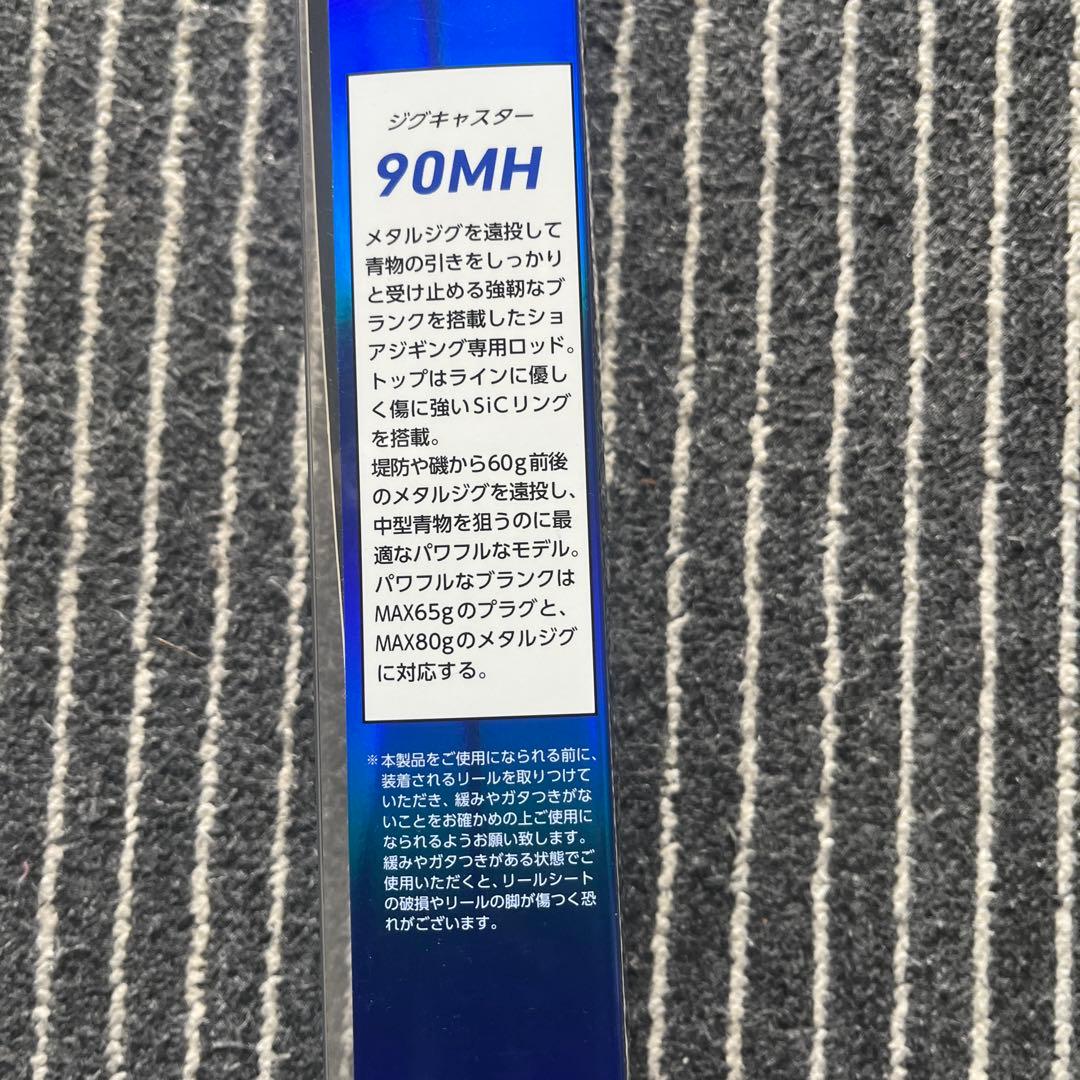 ジグキャスター
90MH
メタルジグを遠投して
青物の引きをしっかり
と受け止める強靭なブ
ランクを搭載したショ
アジギング専用ロッド。
トップはラインに優し
く傷に強いSiCリング
を搭載。
堤防や磯から60g前後
のメタルジグを遠投し、
中型青物を狙うのに最
適なパワフルなモデル。
パワフルなブランクは
MAX65gのプラグと、
MAX80gのメタルジグ
に対応する。
※本製品をご使用になられる前に、
装着されるリールを取りつけて
いただき、緩みやガタつきがな
いことをお確かめの上ご使用に
なられるようお願い致します。
緩みやガタつきがある状態でご
使用いただくと、リールシート
の破損やリールの脚が傷つく恐
れがございます。